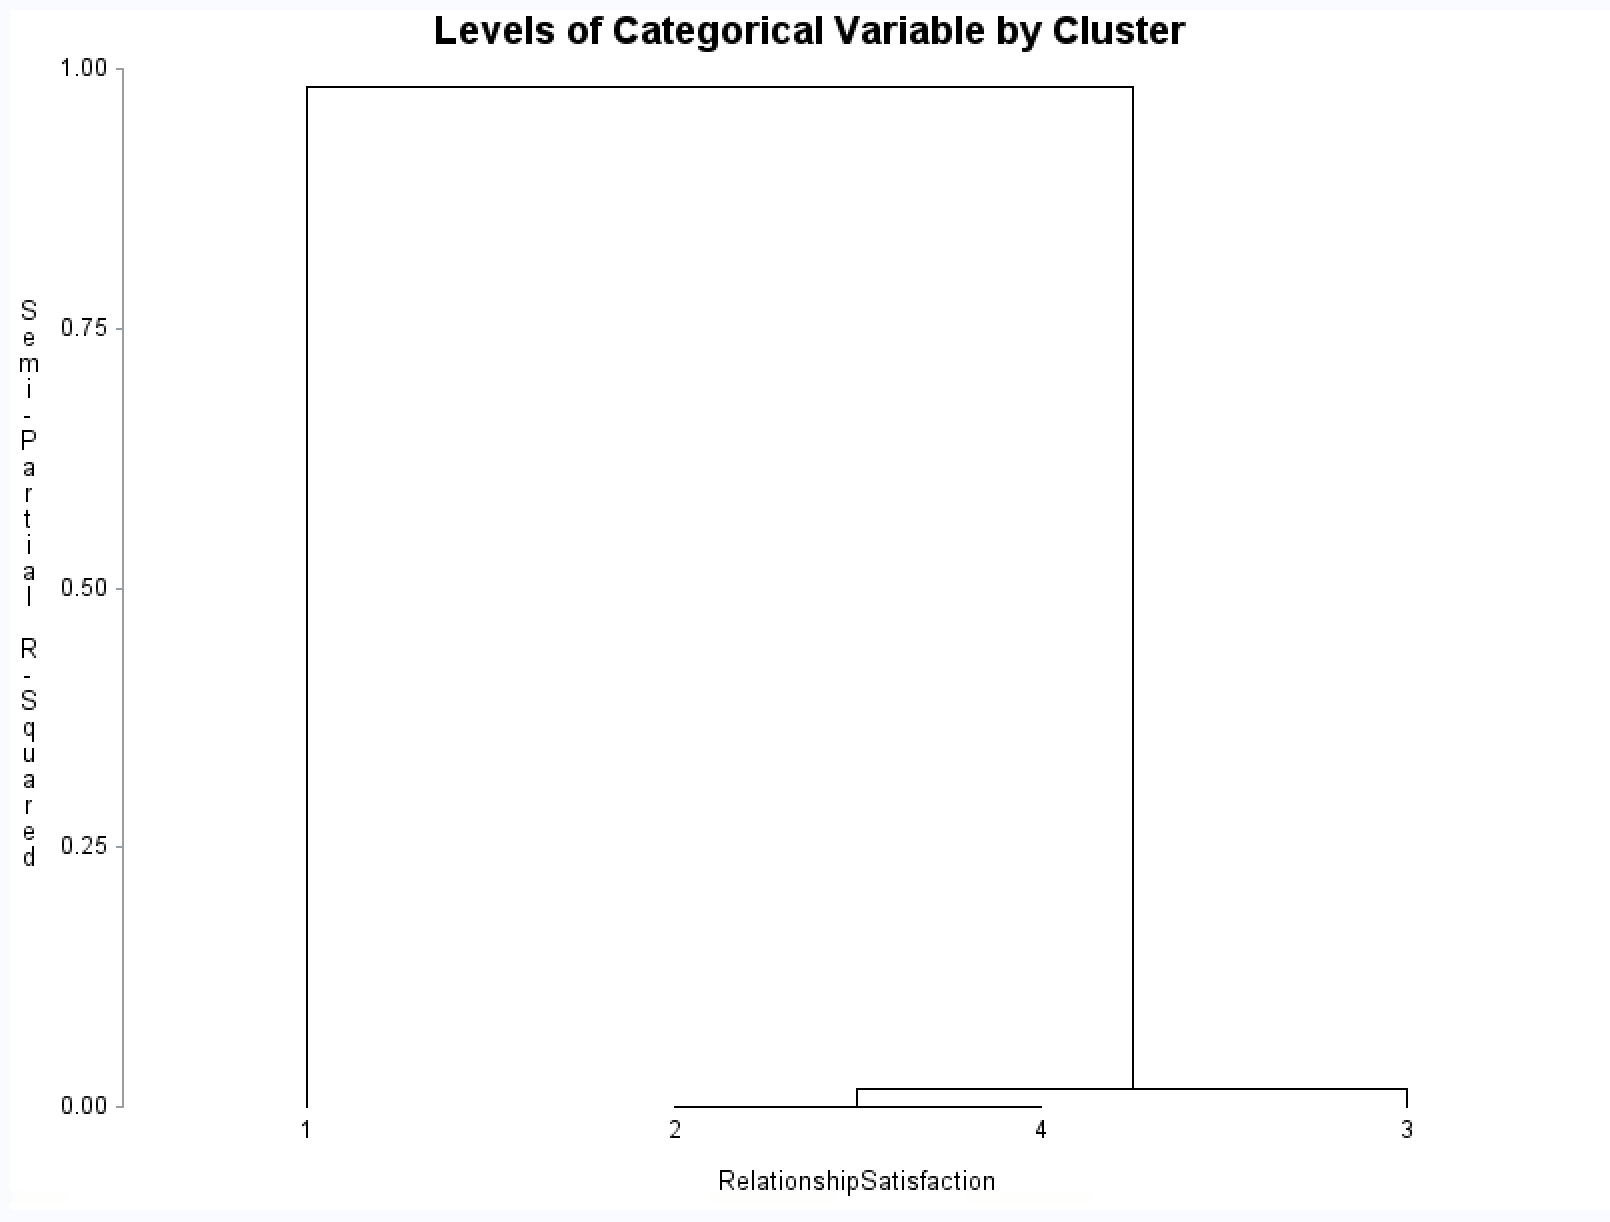 Levels of Categorical Variable by Cluster
1.00
0.75
0.50
0.25
0.00
Semi-Partial R-Squared
1 2 4 3
RelationshipSatisfaction